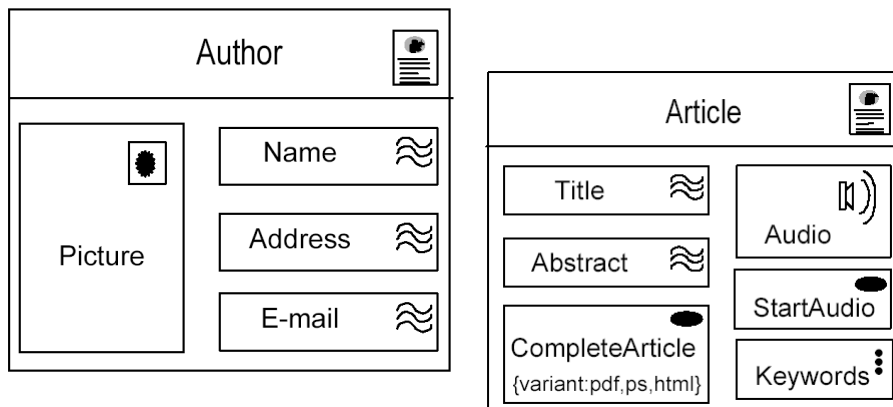 Author
Picture
Name
Address
E-mail
Article
Title
Abstract
CompleteArticle
{variant:pdf,ps,html}
Audio
StartAudio
Keywords